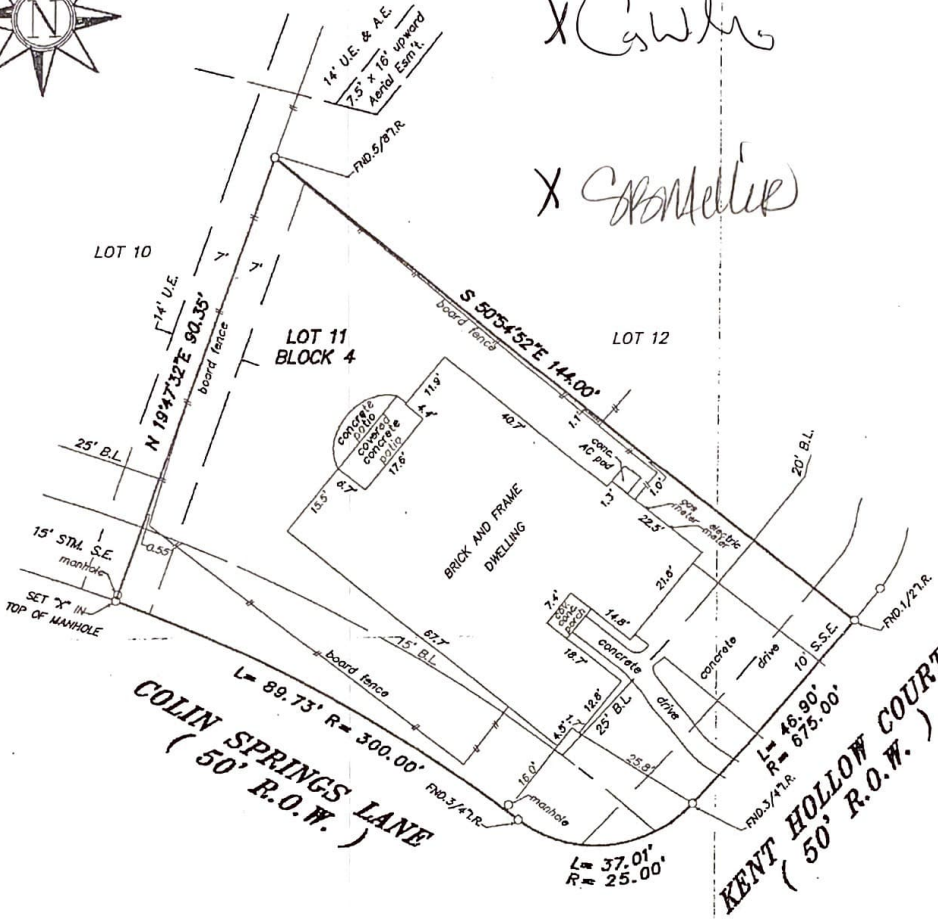 N
14' U.E. & A.E.
7.5' x 16' upward
Aerial Esm't.
X
X
FND.5/8"I.R.
LOT 10
7' 7'
14' U.E.
N 19°47'32"E 90.35'
board fence
LOT 11
BLOCK 4
S 50°54'52"E 144.00'
board fence
LOT 12
25' B.L.
concrete
patio
covered
concrete
patio
11.9'
4.4'
17.6'
6.7'
15.5'
40.7'
1.1'
conc.
AC pad
1.3'
1.0'
gas
meter
electric
meter
22.5'
20' B.L.
BRICK AND FRAME
DWELLING
21.8'
15' STM. S.E.
manhole
0.55'
SET "X" IN
TOP OF MANHOLE
7.4'
cov.
conc.
porch
14.8'
18.7'
concrete
drive
concrete
drive
10' S.S.E.
FND.1/2"I.R.
67.7'
15' B.L.
board fence
12.8'
1.7'
4.5'
25' B.L.
25.8'
16.0'
manhole
L= 89.73' R= 300.00'
COLIN SPRINGS LANE
( 50' R.O.W. )
FND.3/4"I.R.
L= 37.01'
R= 25.00'
FND.3/4"I.R.
L= 46.90'
R= 675.00'
KENT HOLLOW COURT
( 50' R.O.W. )